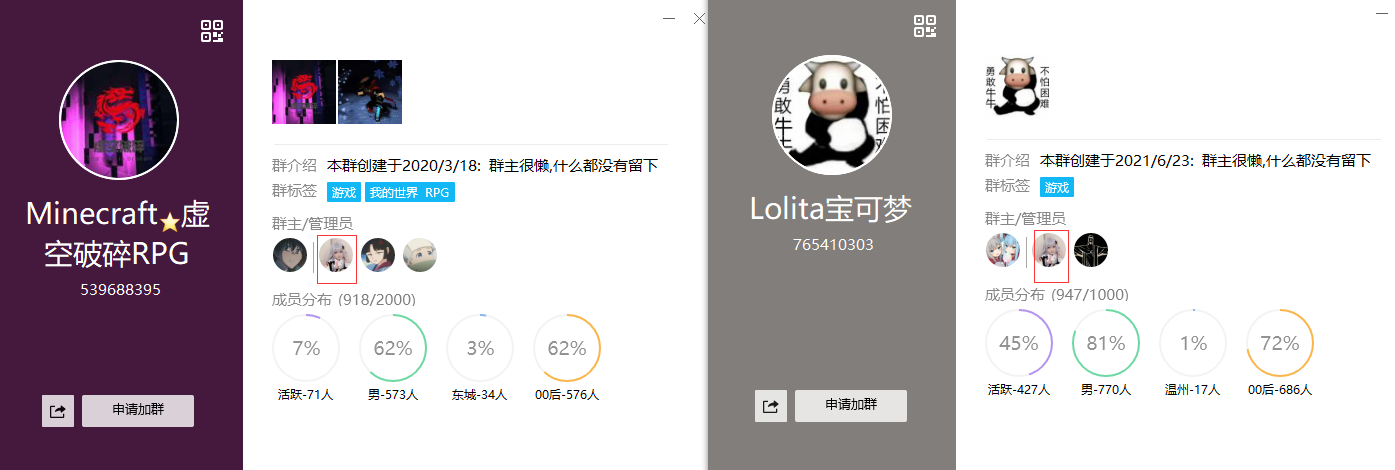 Minecraft⭐虚
空破碎RPG
539688395
申请加群
群介绍 本群创建于2020/3/18: 群主很懒,什么都没有留下
群标签 游戏 我的世界 RPG
群主/管理员
成员分布 (918/2000)
7% 62% 3% 62%
活跃-71人 男-573人 东城-34人 00后-576人
勇敢牛牛 不怕困难
Lolita宝可梦
765410303
申请加群
勇敢牛牛 不怕困难
群介绍 本群创建于2021/6/23: 群主很懒,什么都没有留下
群标签 游戏
群主/管理员
成员分布 (947/1000)
45% 81% 1% 72%
活跃-427人 男-770人 温州-17人 00后-686人